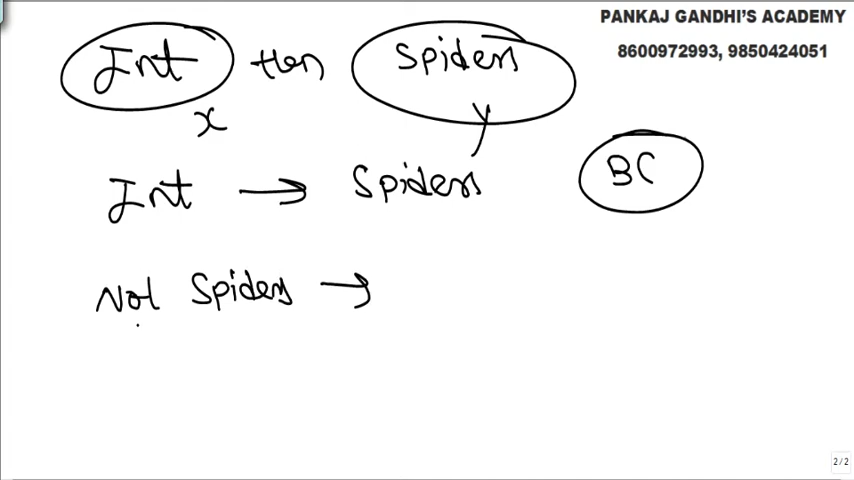 PANKAJ GANDHI'S ACADEMY
8600972993, 9850424051
Int then Spiders
x y
Int → Spiders BC
Not Spiders →
2/2